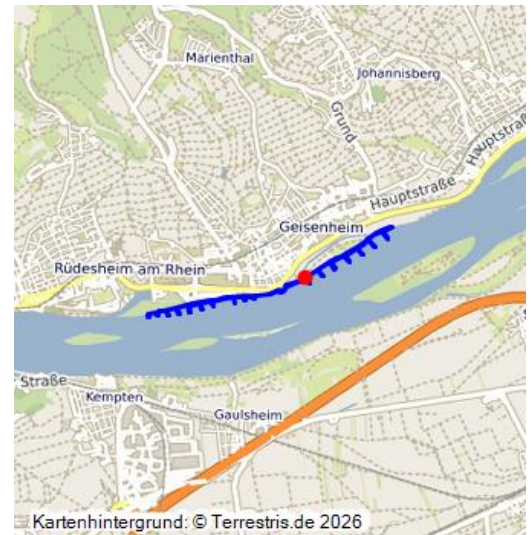 Marienthal
Johannisberg
Grund
Hauptstraße
Hauptstraße
Geisenheim
Rüdesheim am Rhein
Straße
Kempten
Gaulsheim
Kartenhintergrund: © Terrestris.de 2026